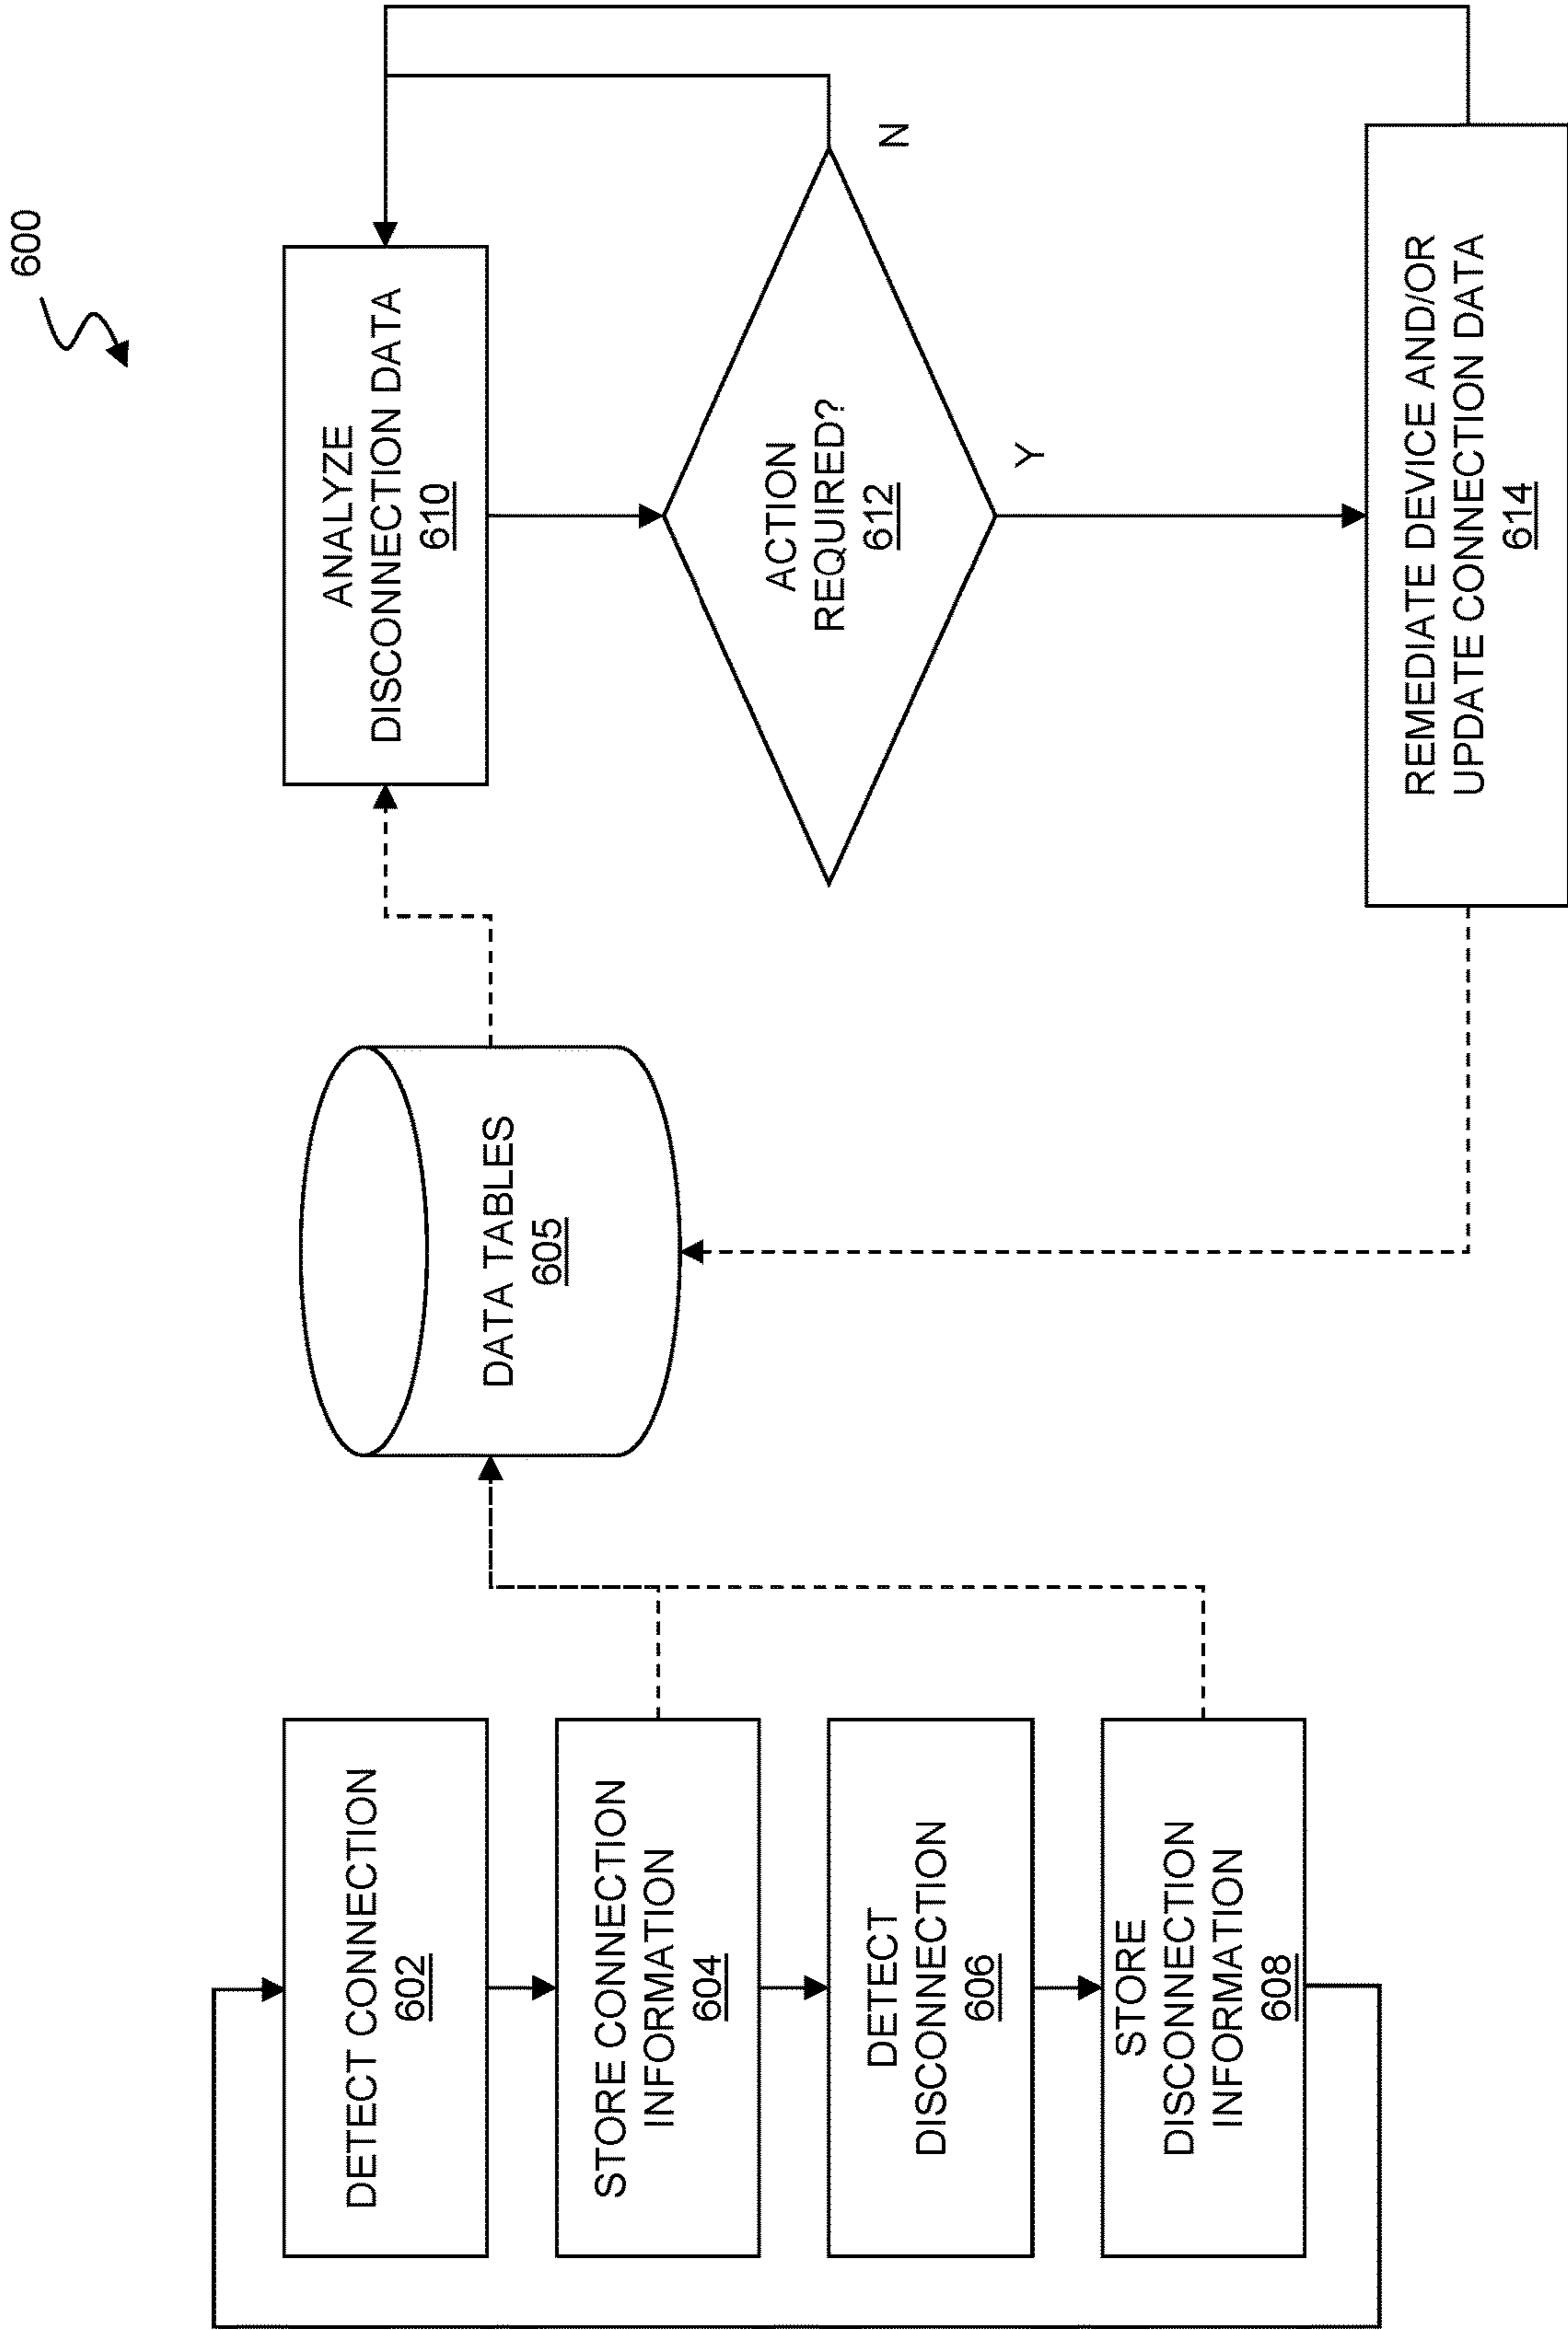 600
DETECT CONNECTION
602
STORE CONNECTION
INFORMATION
604
DETECT
DISCONNECTION
606
STORE
DISCONNECTION
INFORMATION
608
DATA TABLES
605
ANALYZE
DISCONNECTION DATA
610
ACTION
REQUIRED?
612
N
Y
REMEDIATE DEVICE AND/OR
UPDATE CONNECTION DATA
614